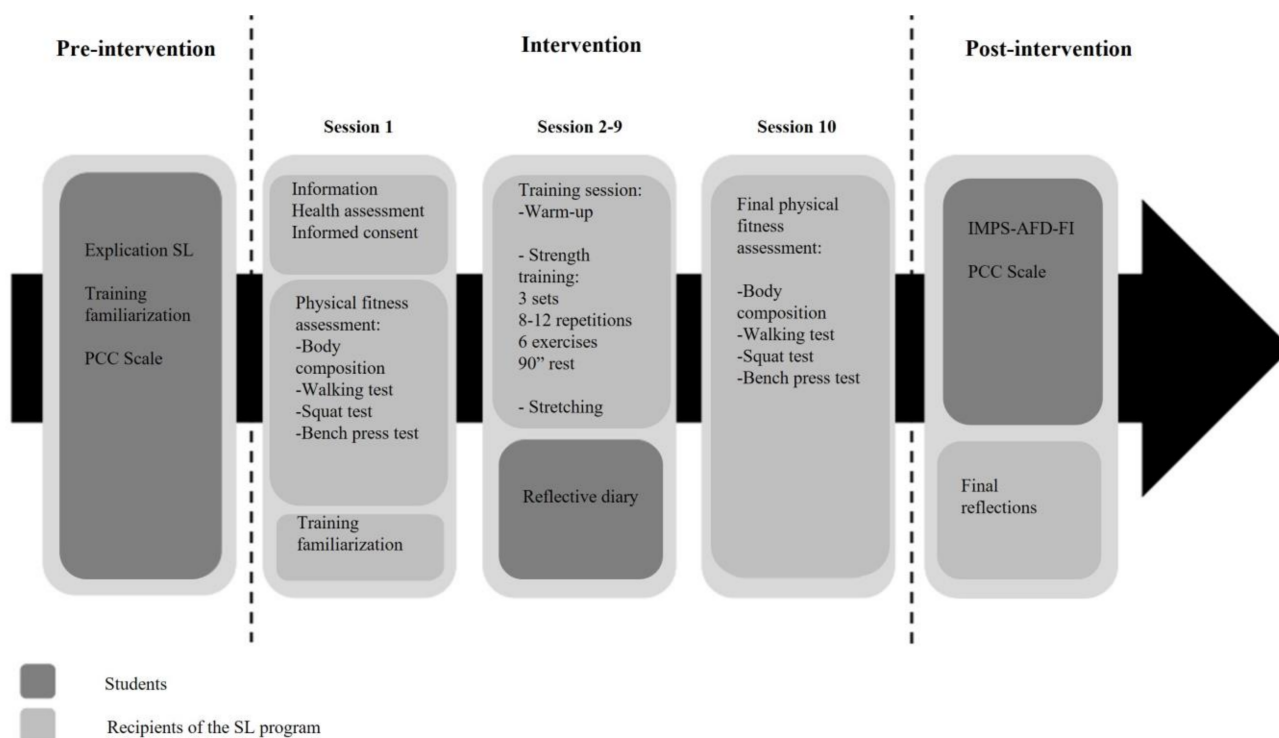 Pre-intervention
Intervention
Post-intervention
Session 1
Session 2-9
Session 10
Explication SL
Training
familiarization
PCC Scale
Information
Health assessment
Informed consent
Physical fitness
assessment:
-Body
composition
-Walking test
-Squat test
-Bench press test
Training
familiarization
Training session:
-Warm-up
- Strength
training:
3 sets
8-12 repetitions
6 exercises
90” rest
- Stretching
Reflective diary
Final physical
fitness
assessment:
-Body
composition
-Walking test
-Squat test
-Bench press test
IMPS-AFD-FI
PCC Scale
Final
reflections
Students
Recipients of the SL program